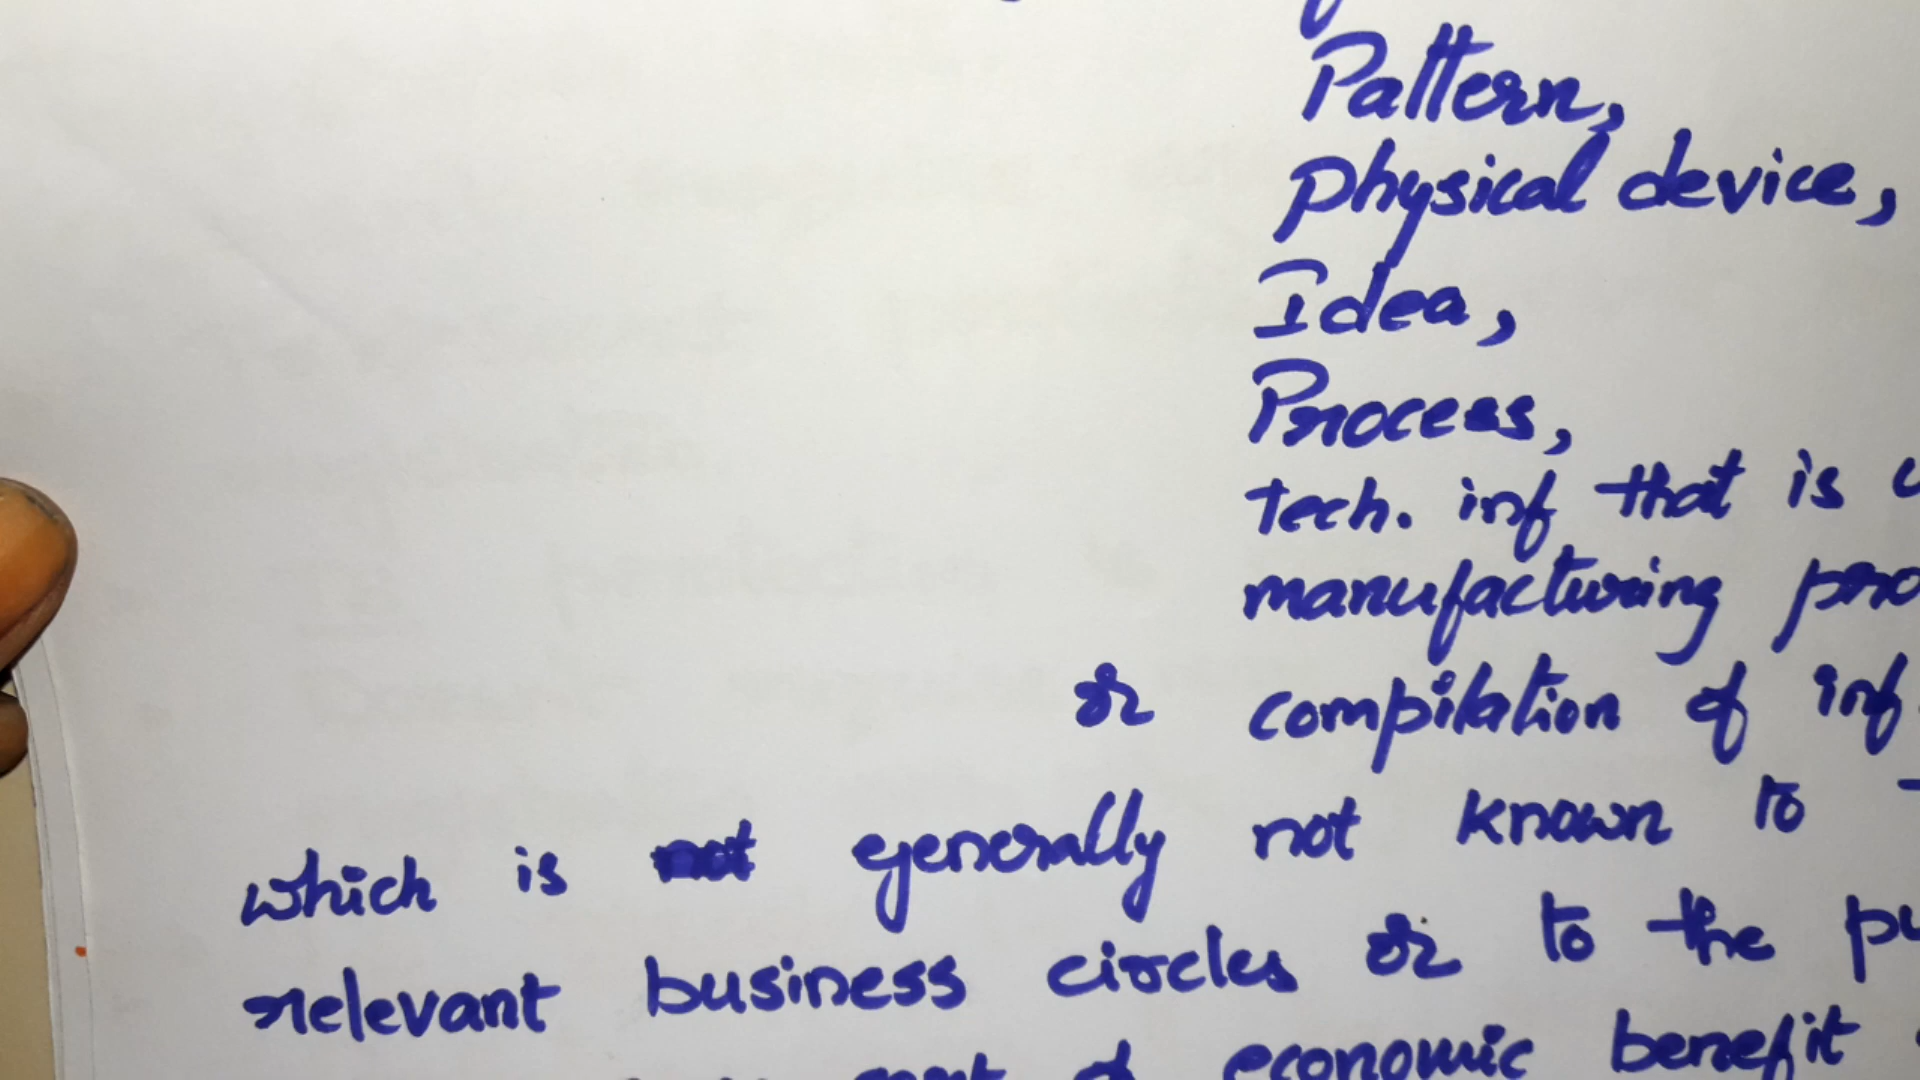 Pattern,
Physical device,
Idea,
Process,
tech. inf that is
manufacturing
or compilation of inf.
which is not generally not known to
relevant business circles or to the
of economic benefit